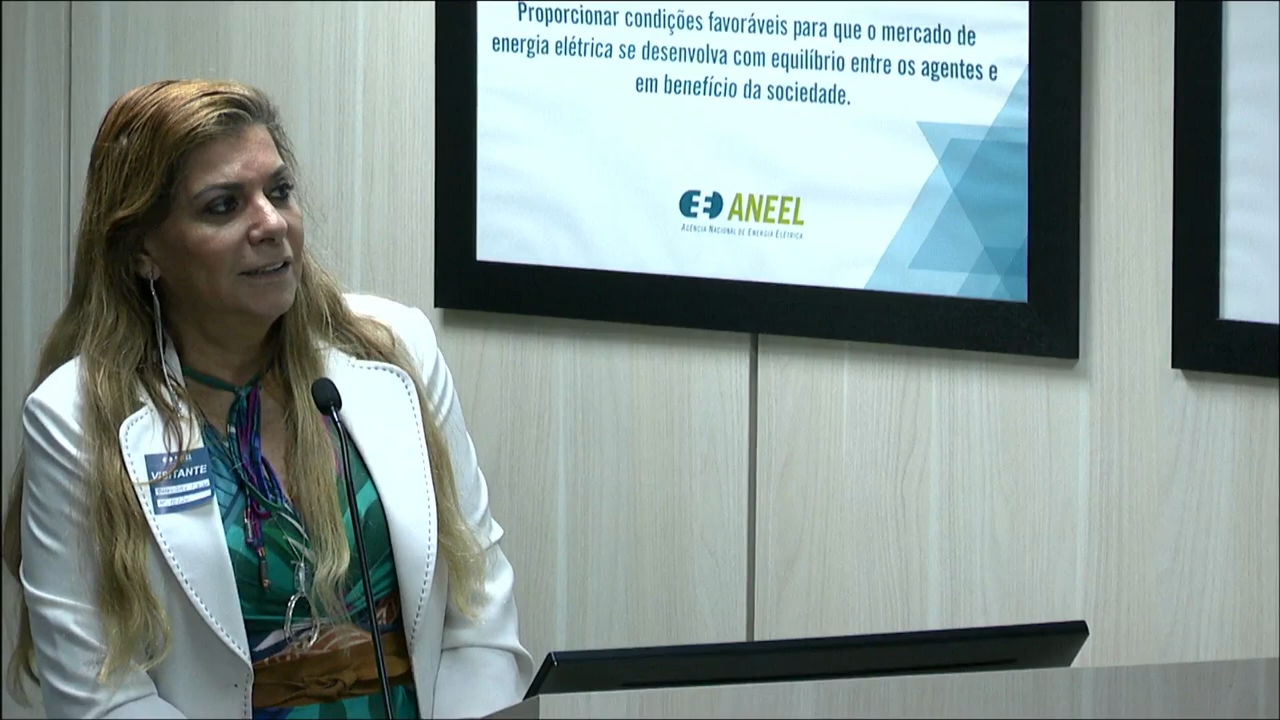 Proporcionar condições favoráveis para que o mercado de
energia elétrica se desenvolva com equilíbrio entre os agentes e
em benefício da sociedade.
ANEEL
AGÊNCIA NACIONAL DE ENERGIA ELÉTRICA
VISITANTE